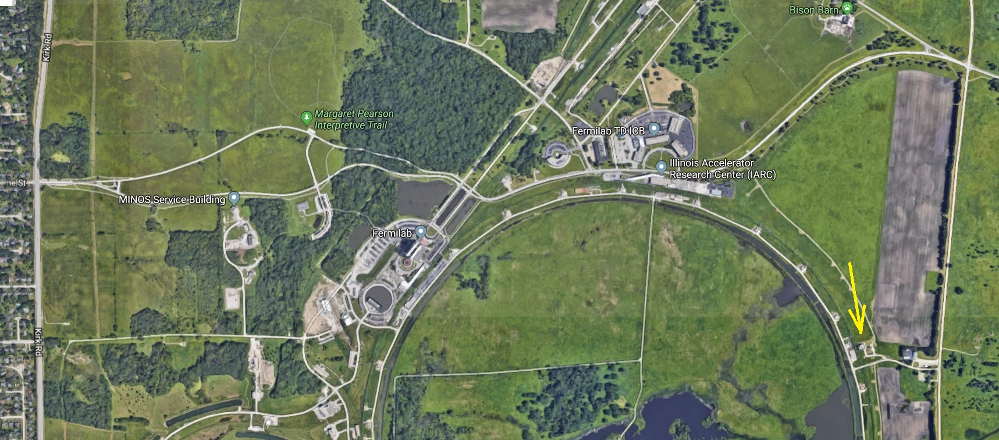 Bison Barn
Kirk Rd
Margaret Pearson
Interpretive Trail
Fermilab TD ICB
Illinois Accelerator
Research Center (IARC)
MINOS Service Building
Fermilab
Kirk Rd